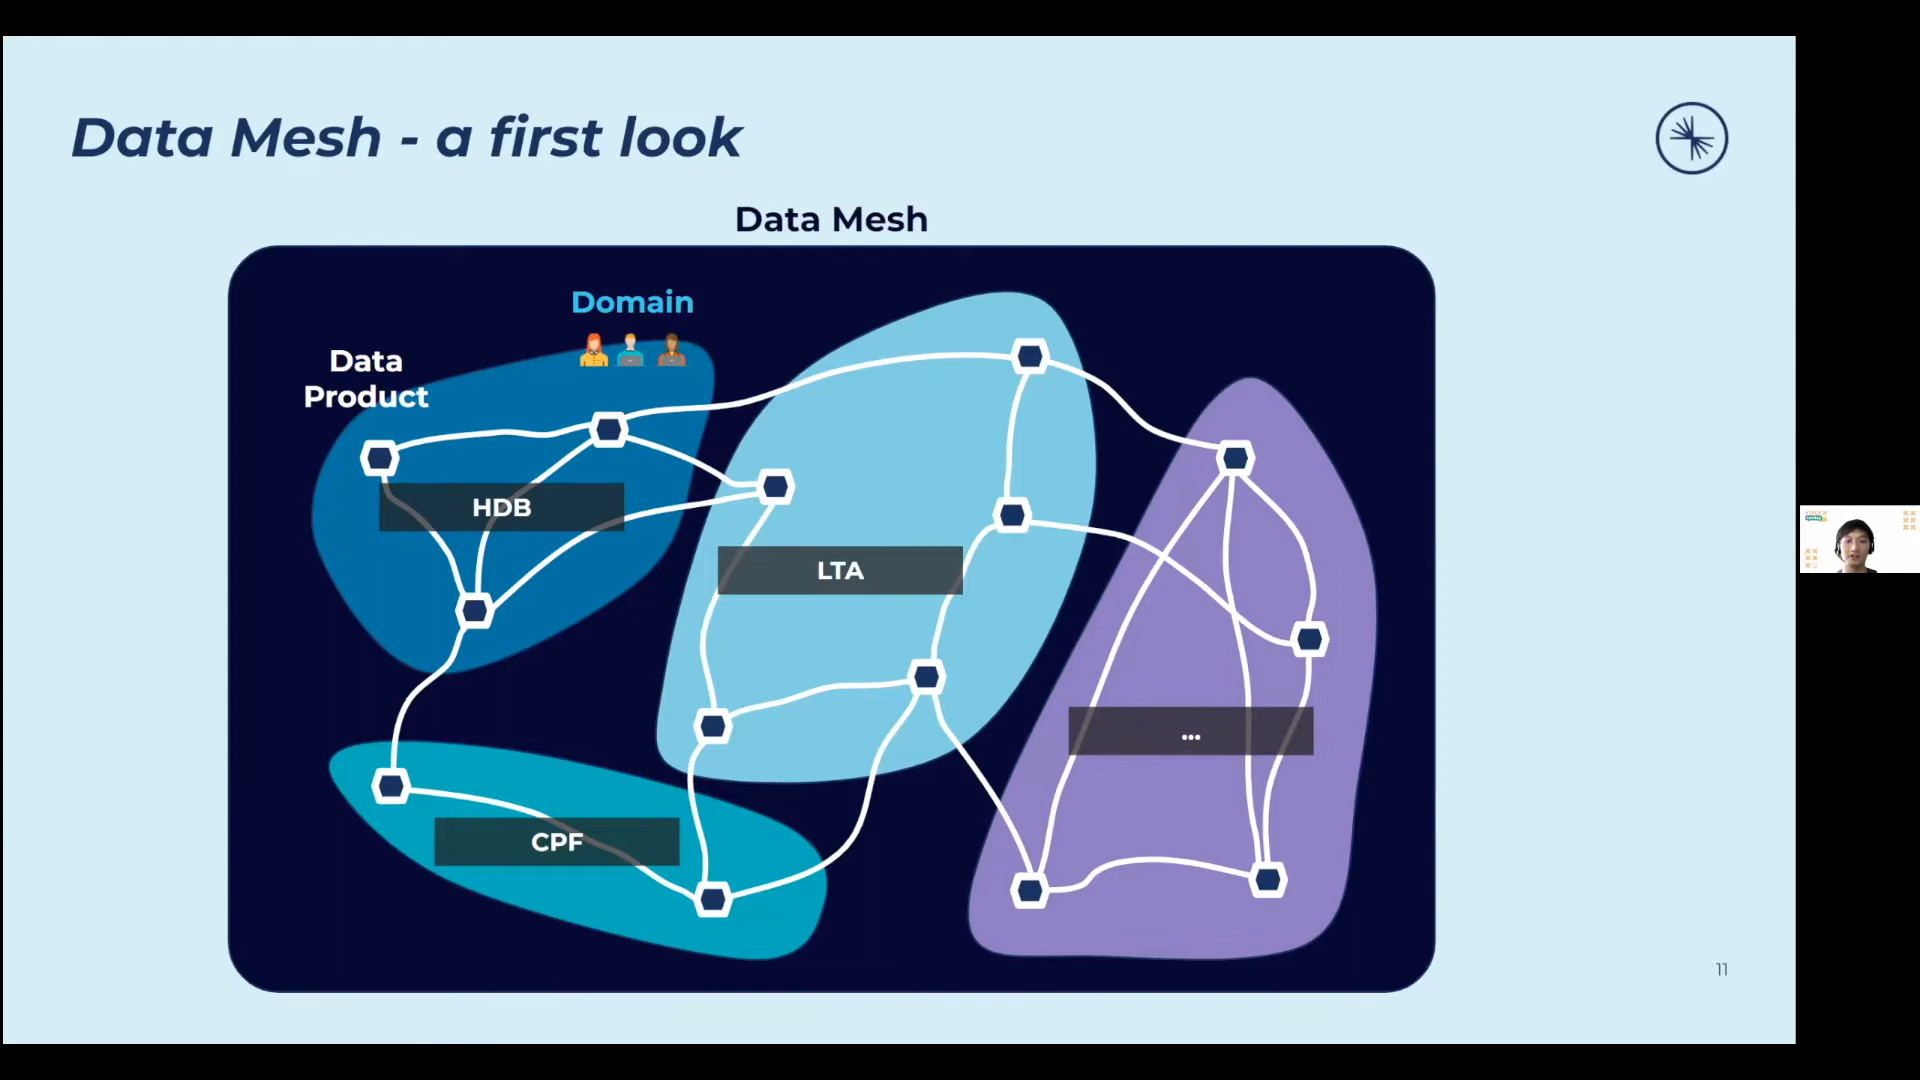 Data Mesh - a first look
Data Mesh
Domain
Data
Product
HDB
LTA
...
CPF
11